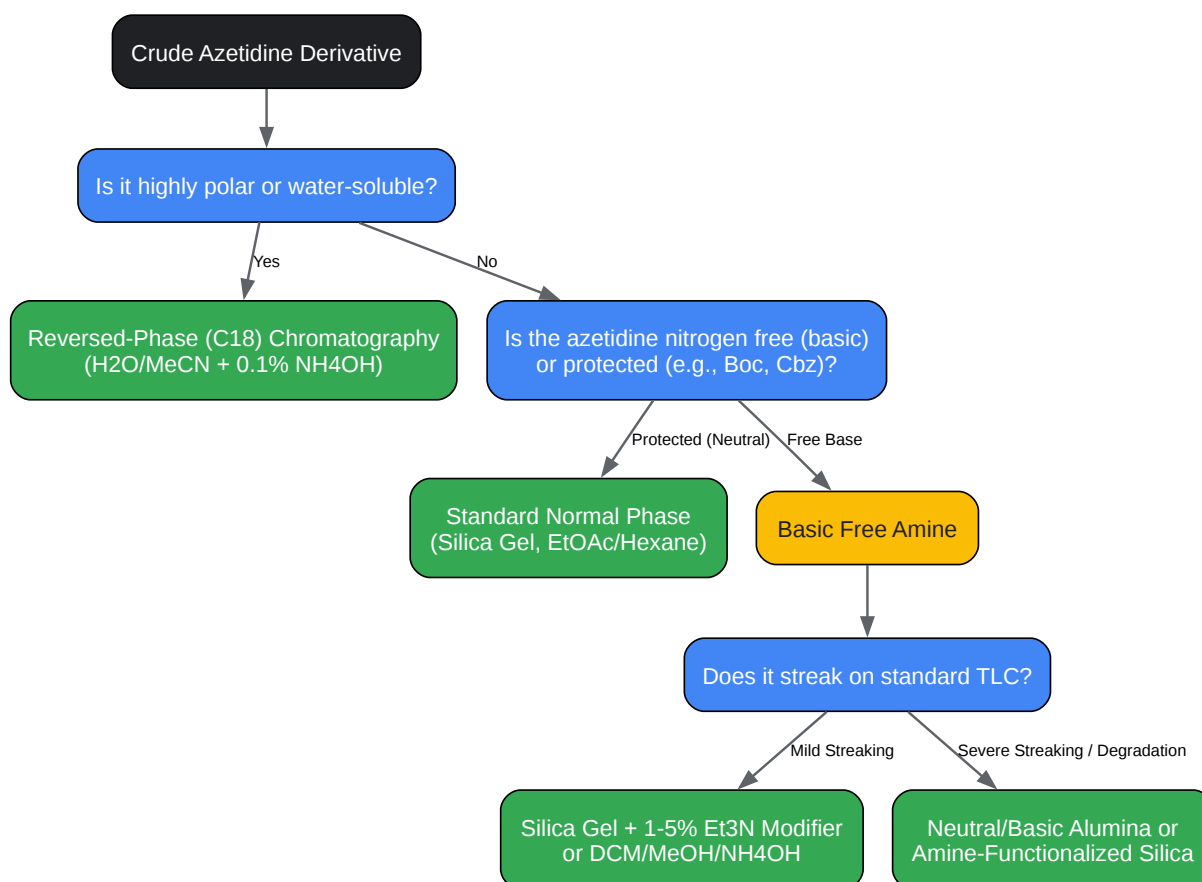 Crude Azetidine Derivative
Is it highly polar or water-soluble?
Yes
No
Reversed-Phase (C18) Chromatography
(H2O/MeCN + 0.1% NH4OH)
Is the azetidine nitrogen free (basic)
or protected (e.g., Boc, Cbz)?
Protected (Neutral)
Free Base
Standard Normal Phase
(Silica Gel, EtOAc/Hexane)
Basic Free Amine
Does it streak on standard TLC?
Mild Streaking
Severe Streaking / Degradation
Silica Gel + 1-5% Et3N Modifier
or DCM/MeOH/NH4OH
Neutral/Basic Alumina or
Amine-Functionalized Silica